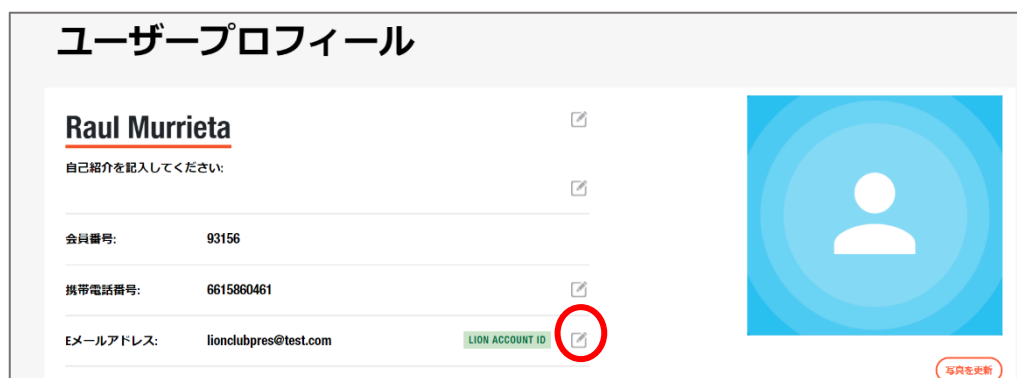 ユーザープロフィール
Raul Murrieta
自己紹介を記入してください:
会員番号: 93156
携帯電話番号: 6615860461
Eメールアドレス: lionclubpres@test.com LION ACCOUNT ID
写真を更新